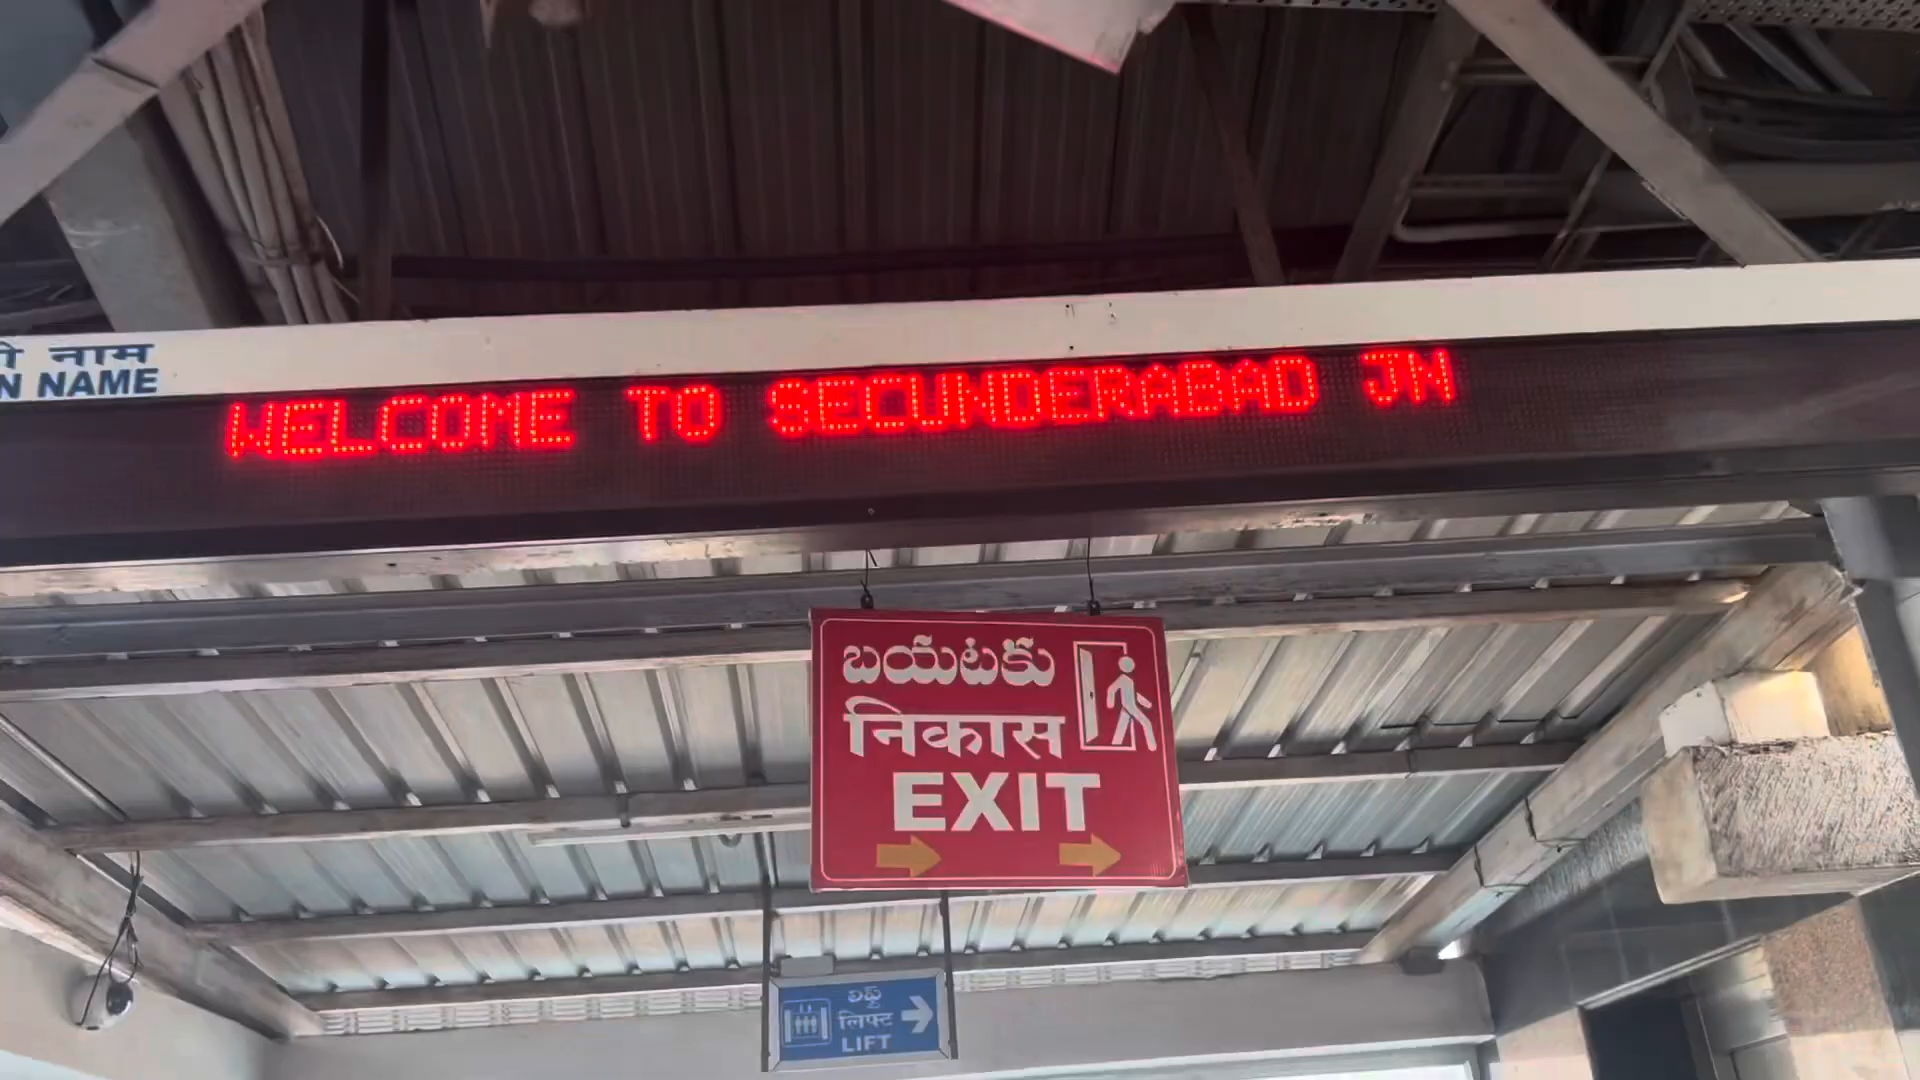 नाम
N NAME
WELCOME TO SECUNDERABAD JN
బయటకు
निकास
EXIT
లిఫ్ట్
लिफ्ट
LIFT